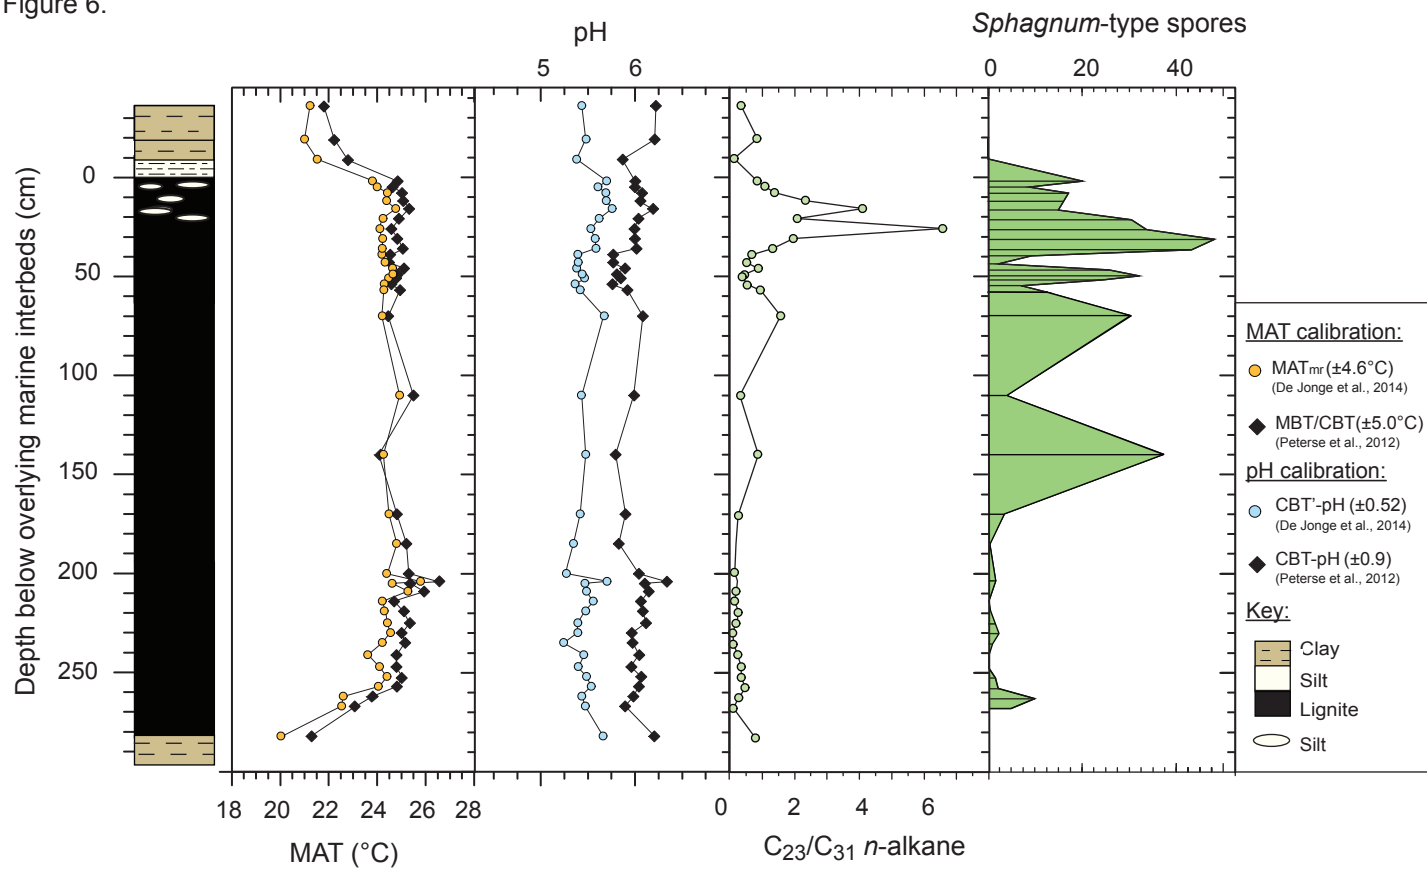 Figure 6.
pH
Sphagnum-type spores
5 6
0 20 40
Depth below overlying marine interbeds (cm)
0
50
100
150
200
250
18 20 22 24 26 28
MAT (°C)
0 2 4 6
C23/C31 n-alkane
MAT calibration:
MATmr (±4.6°C)
(De Jonge et al., 2014)
MBT/CBT(±5.0°C)
(Peterse et al., 2012)
pH calibration:
CBT'-pH (±0.52)
(De Jonge et al., 2014)
CBT-pH (±0.9)
(Peterse et al., 2012)
Key:
Clay
Silt
Lignite
Silt